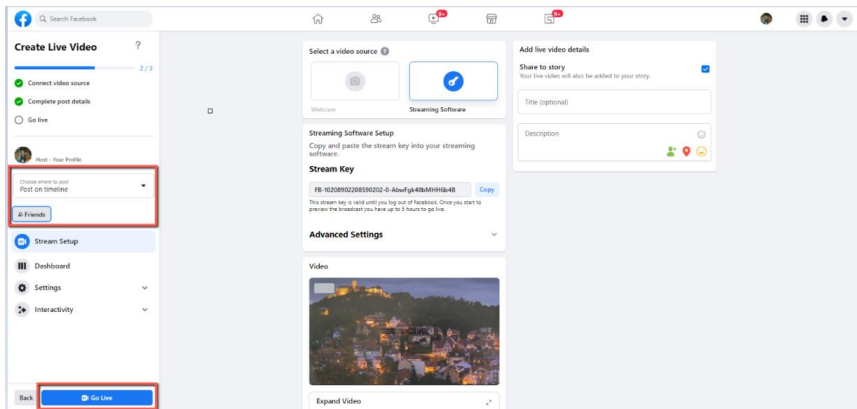 Search Facebook
9+
9+
Create Live Video
?
2 / 3
Connect video source
Complete post details
Go live
Host - Your Profile
Choose where to post
Post on timeline
Friends
Stream Setup
Dashboard
Settings
Interactivity
Back
Go Live
Select a video source
Webcam
Streaming Software
Streaming Software Setup
Copy and paste the stream key into your streaming
software.
Stream Key
Copy
This stream key is valid until you log out of Facebook. Once you start to
preview the broadcast you have up to 5 hours to go live.
Advanced Settings
Video
Expand Video
Add live video details
Share to story
Your live video will also be added to your story.
Title (optional)
Description